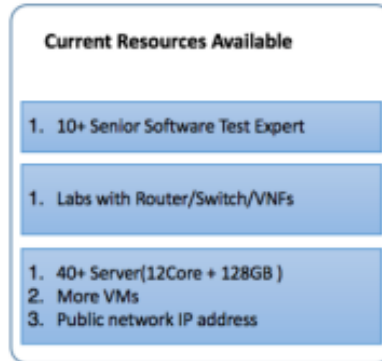 Current Resources Available
1. 10+ Senior Software Test Expert
1. Labs with Router/Switch/VNFs
1. 40+ Server(12Core + 128GB )
2. More VMs
3. Public network IP address